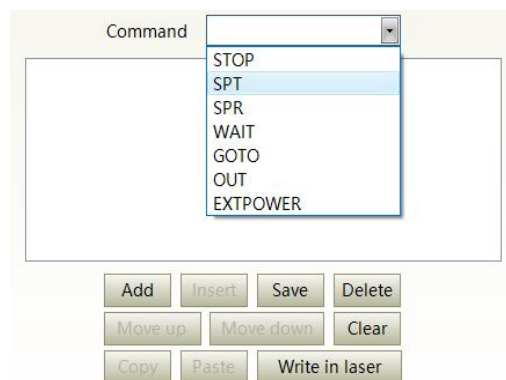 Command
STOP
SPT
SPR
WAIT
GOTO
OUT
EXTPOWER
Add Insert Save Delete
Move up Move down Clear
Copy Paste Write in laser